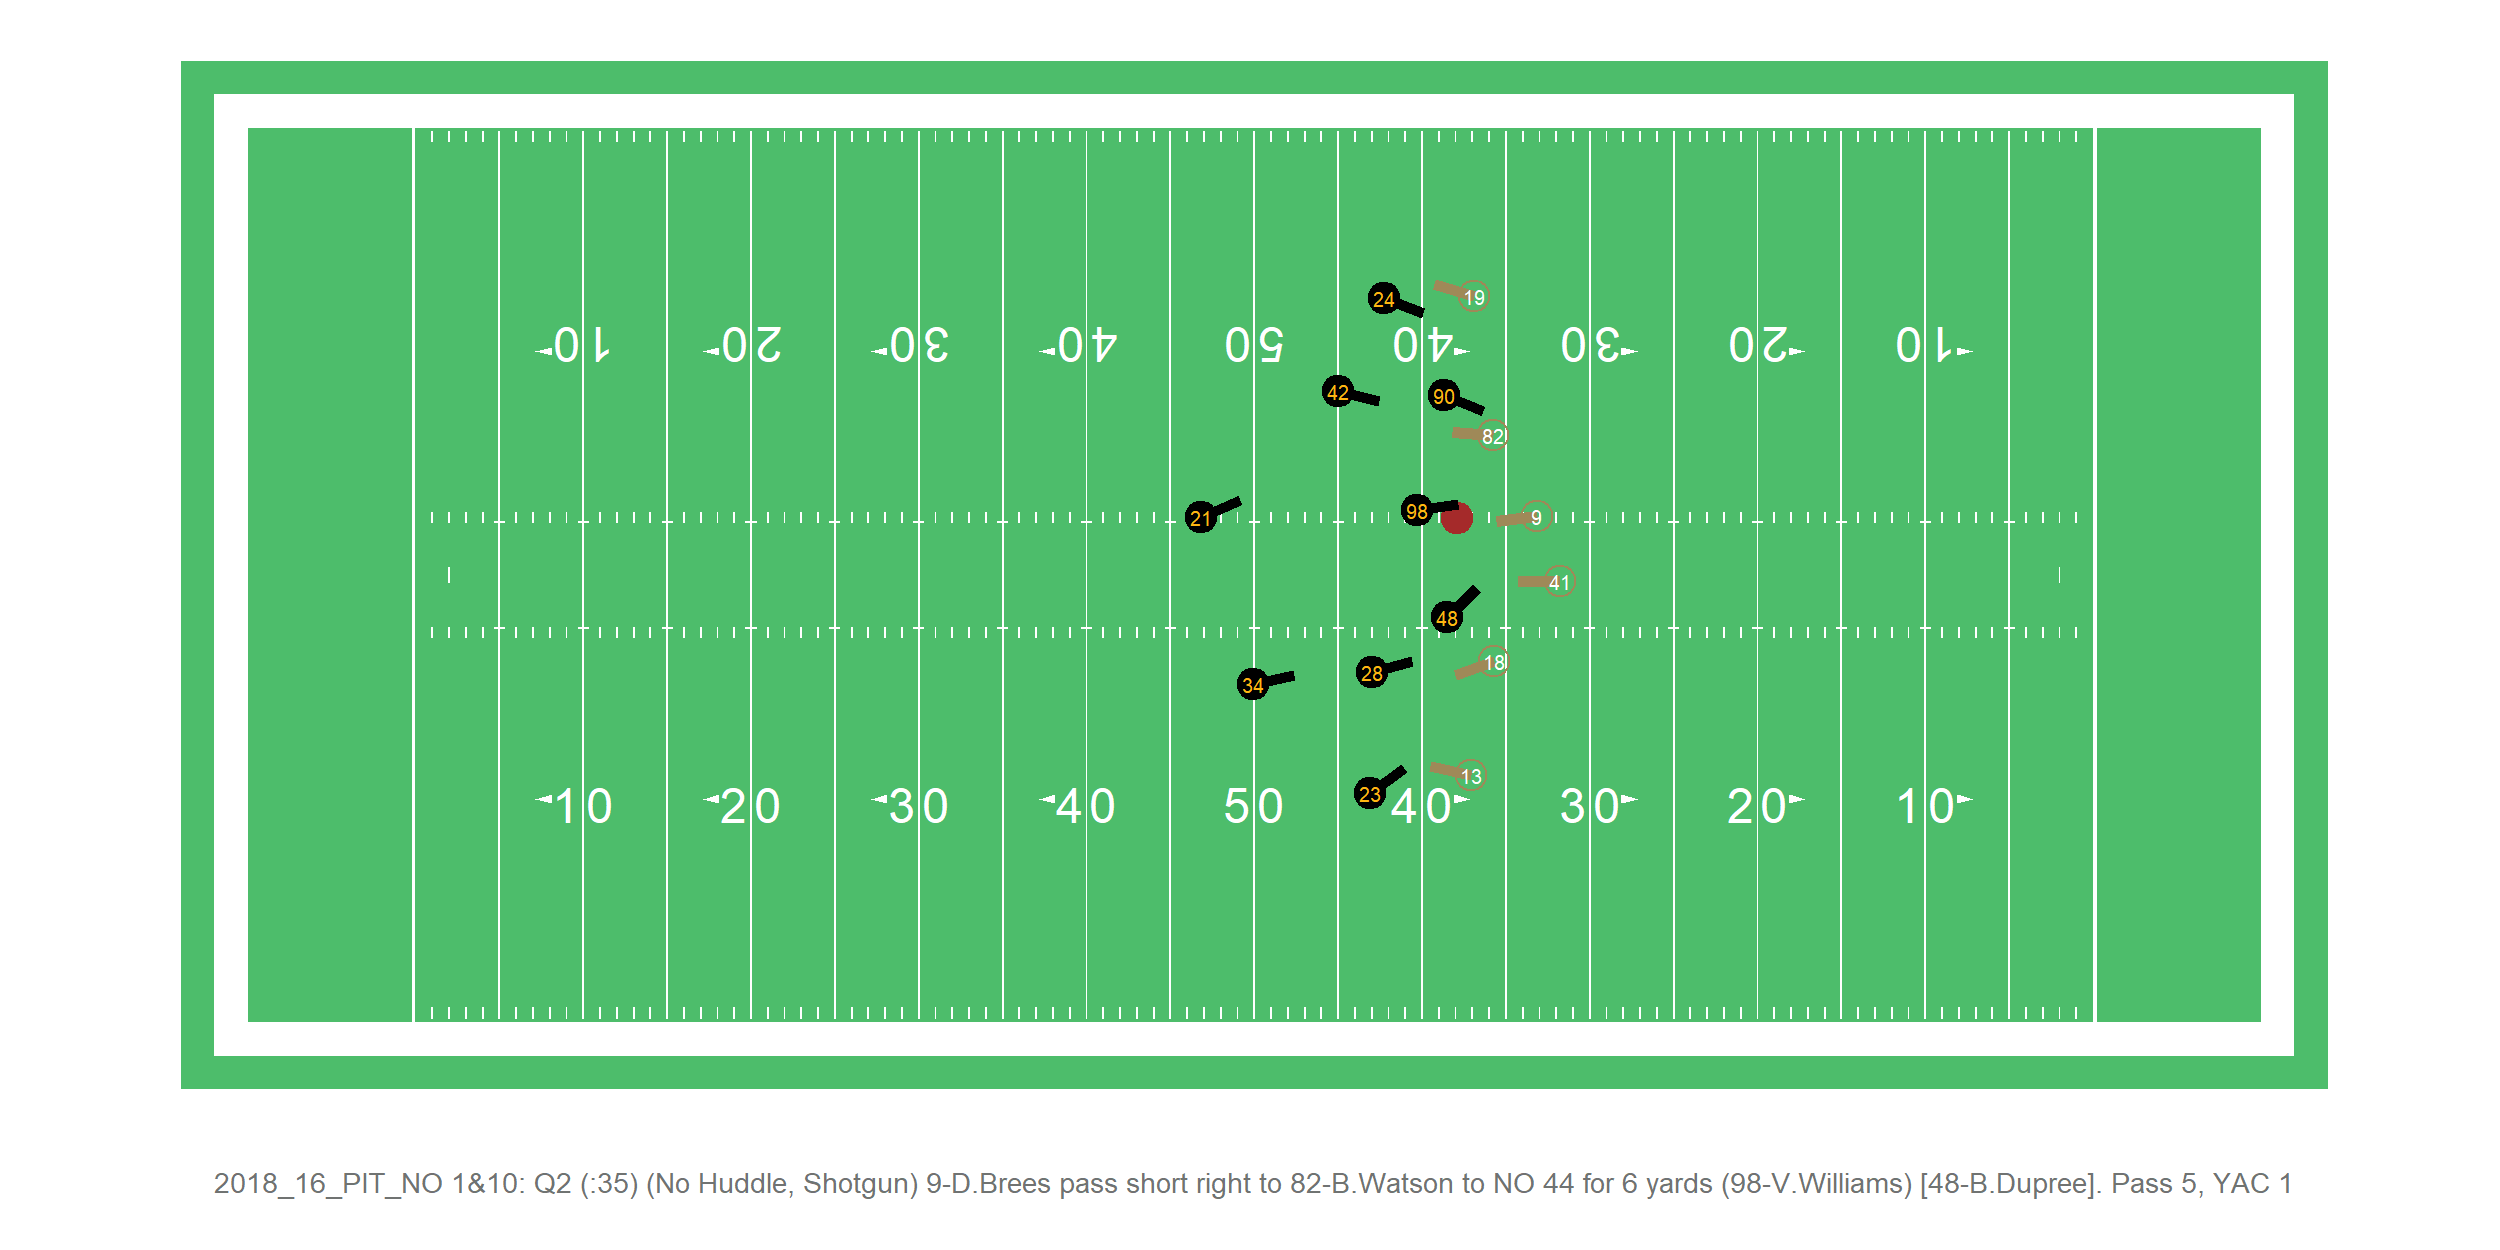 24 19
10 20 30 40 50 40 30 20 10
42 90
82
21 98 9
41
48
34 28 18
23 13
10 20 30 40 50 40 30 20 10
2018_16_PIT_NO 1&10: Q2 (:35) (No Huddle, Shotgun) 9-D.Brees pass short right to 82-B.Watson to NO 44 for 6 yards (98-V.Williams) [48-B.Dupree]. Pass 5, YAC 1